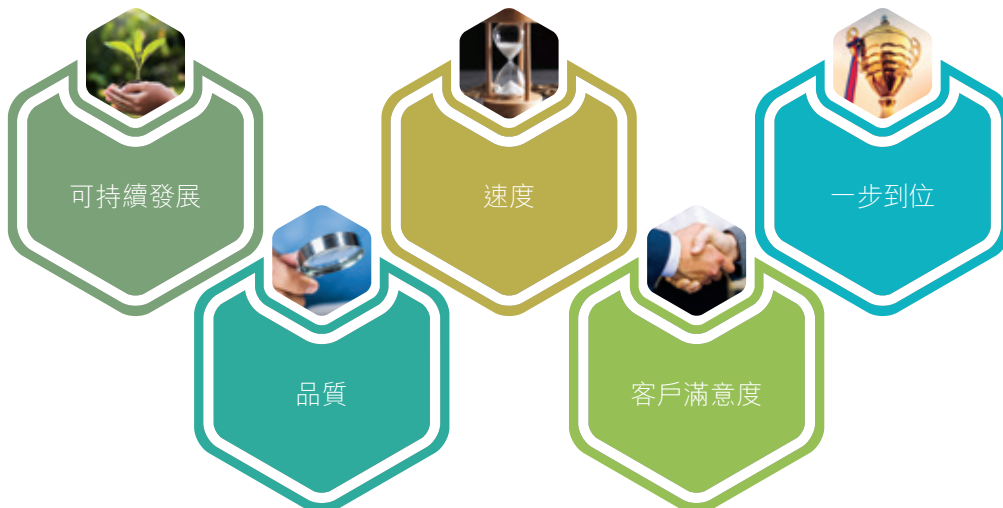 可持續發展
速度
一步到位
品質
客戶滿意度